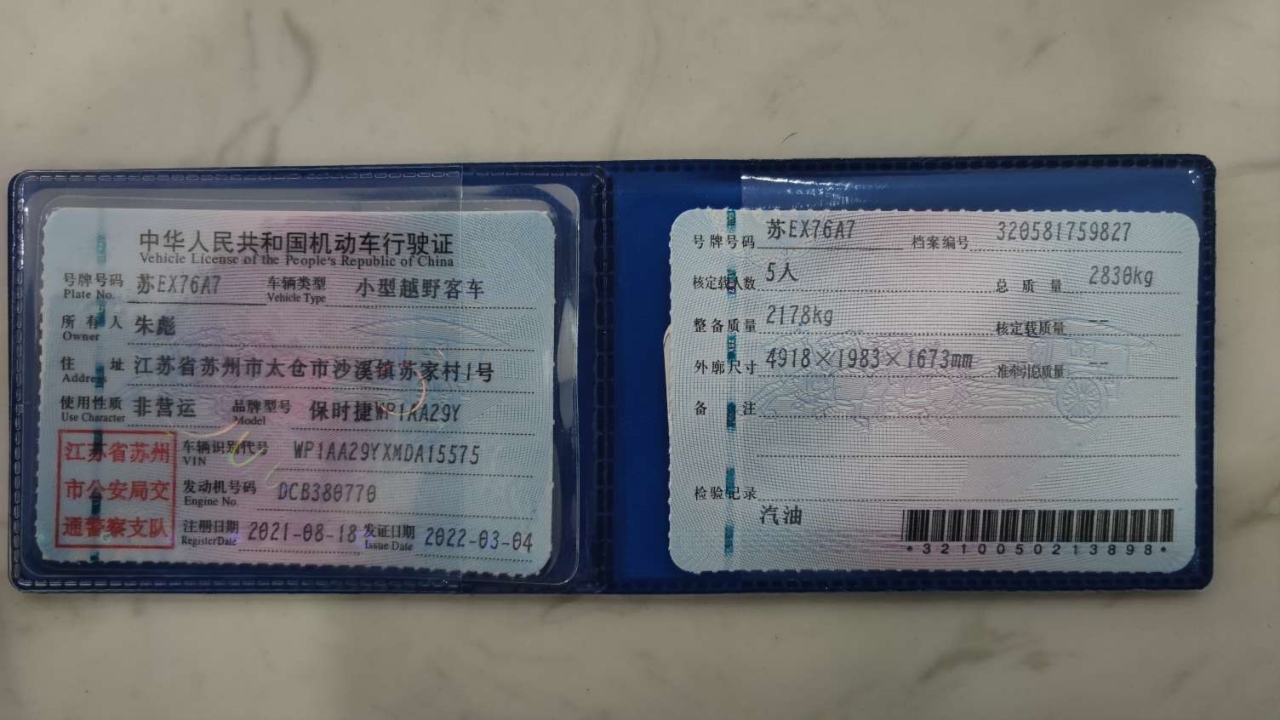 中华人民共和国机动车行驶证
Vehicle License of the People's Republic of China
号牌号码 苏EX76A7 车辆类型 小型越野客车
Plate No. Vehicle Type
所有人 朱彪
Owner
住址 江苏省苏州市太仓市沙溪镇苏家村1号
Address
使用性质 非营运 品牌型号 保时捷WP1AA29Y
Use Character Model
江苏省苏州
市公安局交
通警察支队
车辆识别代号 WP1AA29YXMDA15575
VIN
发动机号码 DCB380770
Engine No.
注册日期 2021-08-18 发证日期 2022-03-04
Register Date Issue Date
号牌号码 苏EX76A7 档案编号 320581759827
核定载人数 5人 总质量 2830kg
整备质量 2178kg 核定载质量 --
外廓尺寸 4918×1983×1673mm 准牵引总质量 --
备注
检验记录
汽油
*3210050213898*